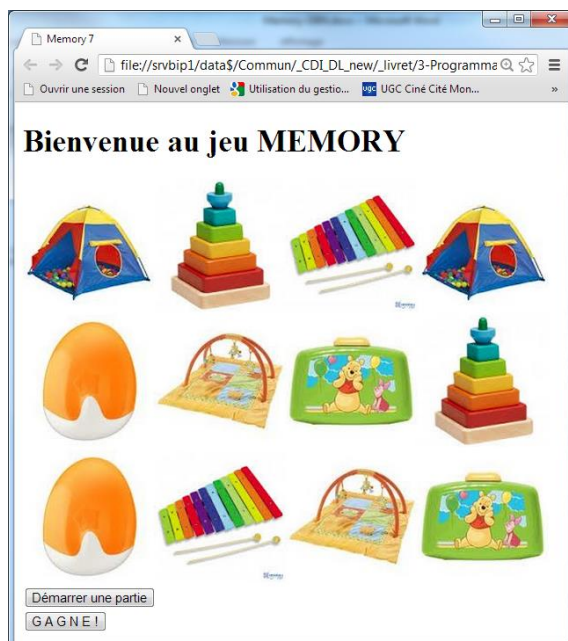 Memory 7
file://srvbip1/data$/Commun/_CDI_DL_new/_livret/3-Programma
Ouvrir une session
Nouvel onglet
Utilisation du gestio...
UGC Ciné Cité Mon...
»
Bienvenue au jeu MEMORY
Démarrer une partie
G A G N E !